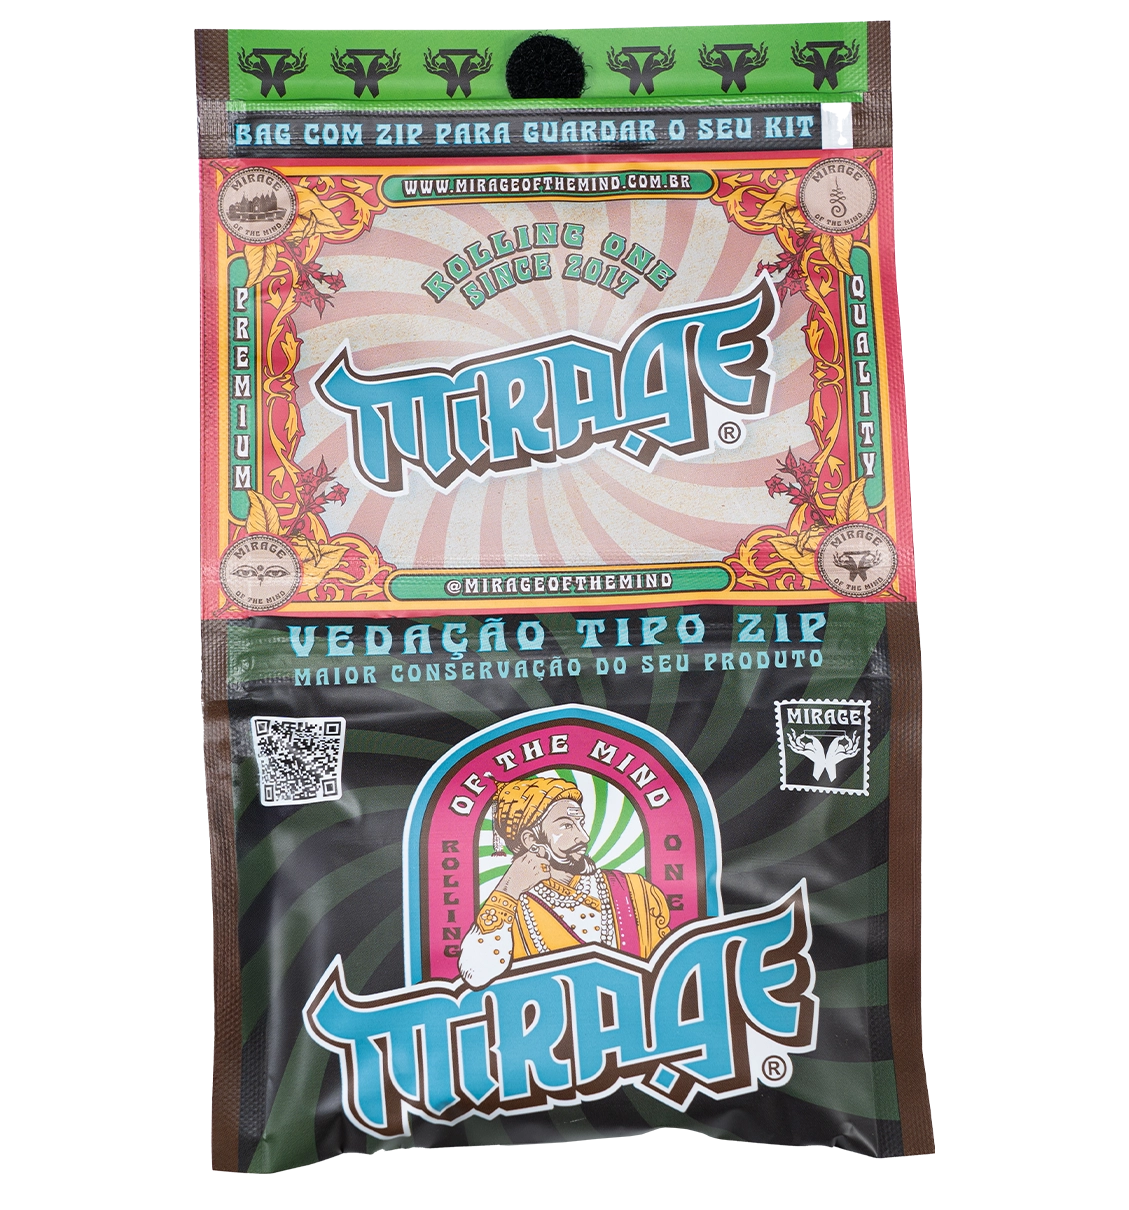 BAG COM ZIP PARA GUARDAR O SEU KIT
MIRAGE
OF THE MIND
WWW.MIRAGEOFTHEMIND.COM.BR
MIRAGE
OF THE MIND
ROLLING ONE
SINCE 2017
PREMIUM
MIRAGE
®
QUALITY
MIRAGE
OF THE MIND
@MIRAGEOFTHEMIND
MIRAGE
OF THE MIND
VEDAÇÃO TIPO ZIP
MAIOR CONSERVAÇÃO DO SEU PRODUTO
MIRAGE
OF THE MIND
ROLLING
ONE
MIRAGE
®